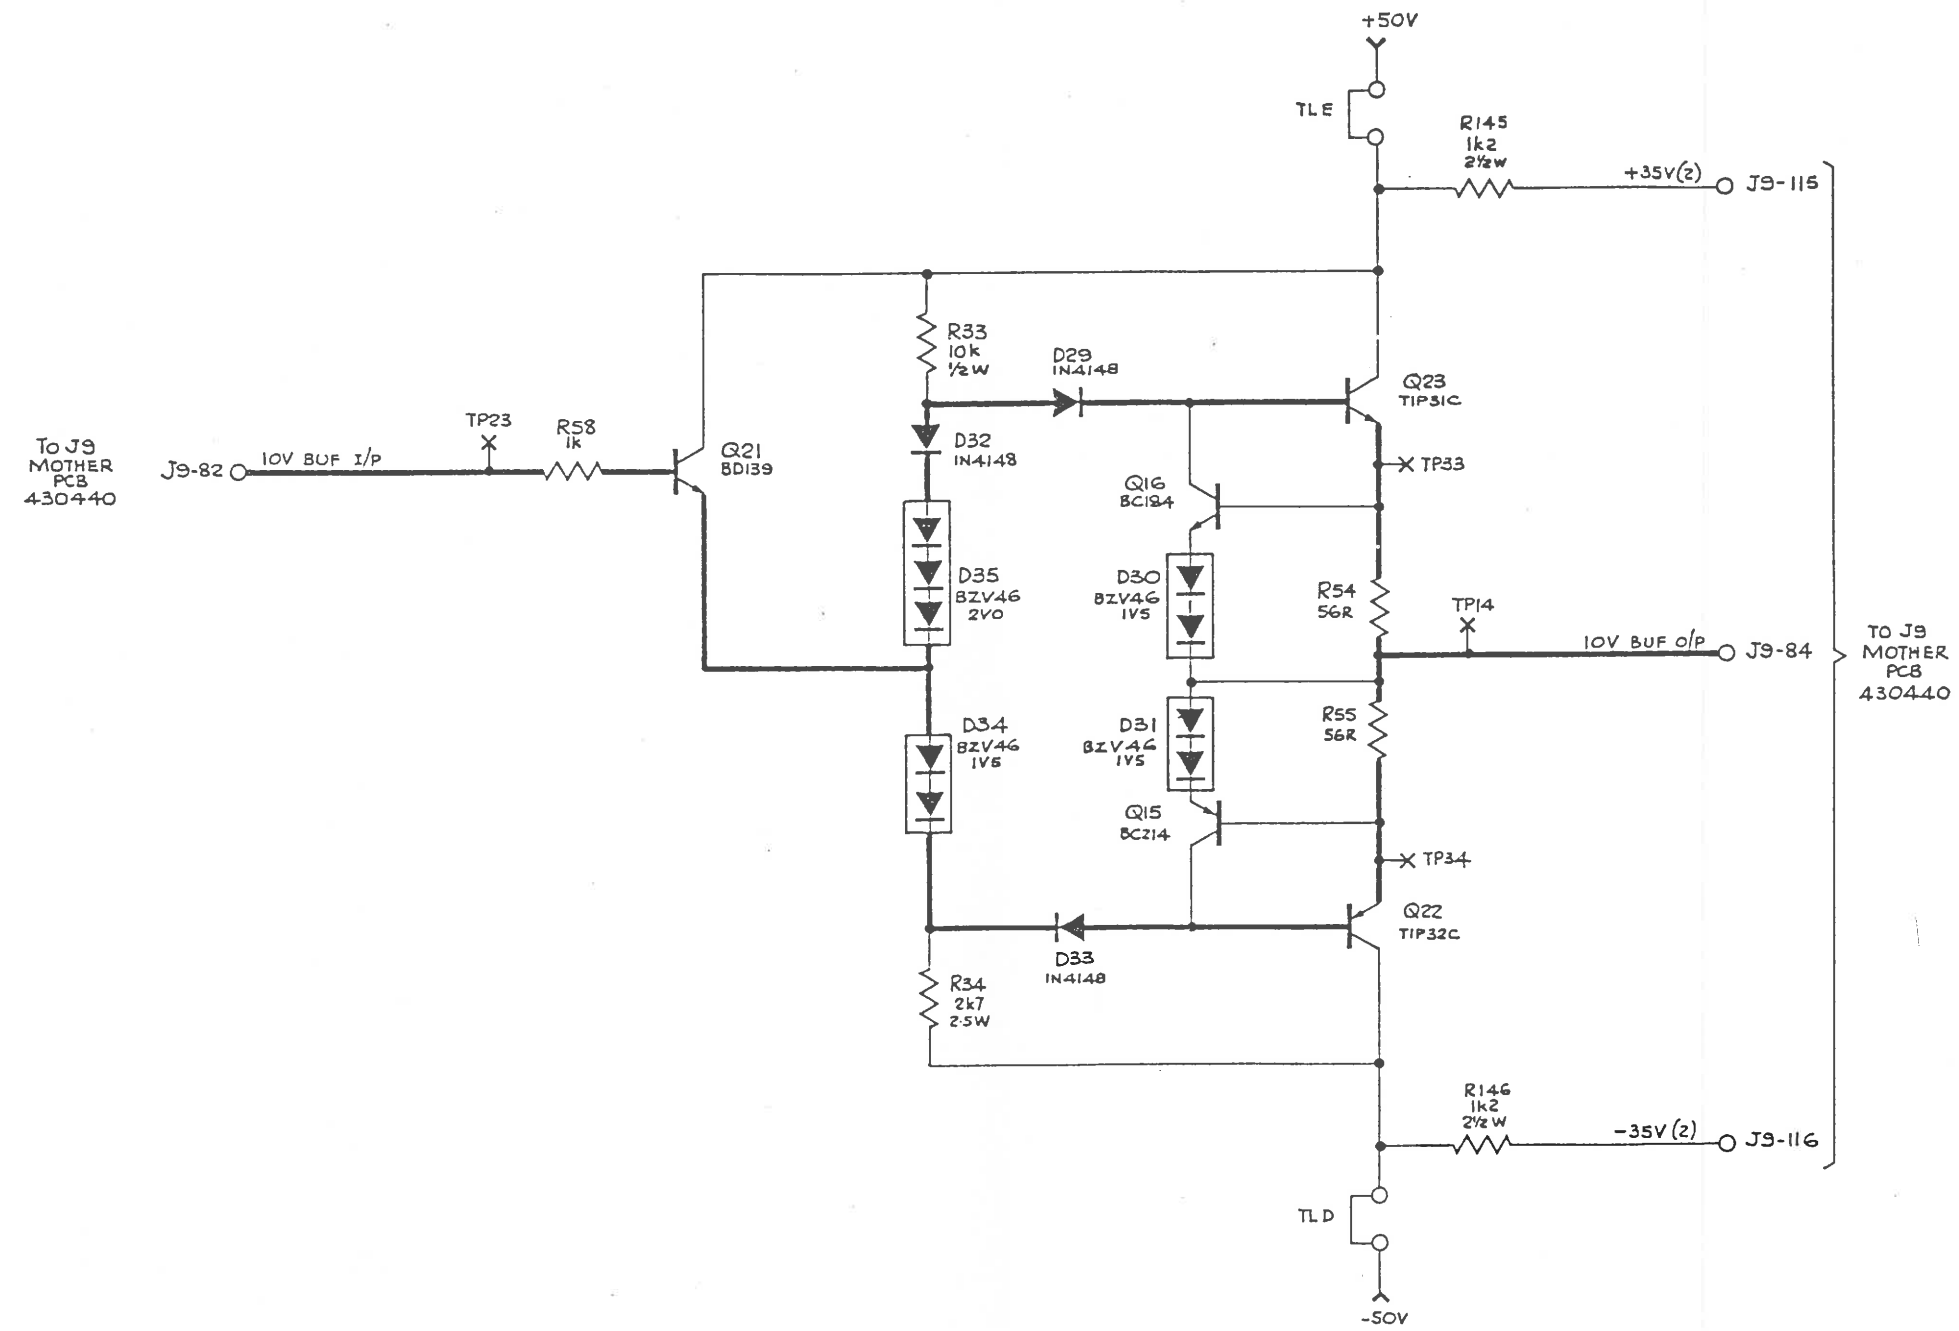 +50V
TLE
R145
1k2
2½W
+35V(2)
J9-115
R33
10k
½W
D29
1N4148
Q23
TIP31C
TP23
R58
1k
TO J9
MOTHER
PCB
430440
J9-82
10V BUF I/P
Q21
BD139
D32
1N4148
TP33
Q16
BC184
D35
BZV46
2V0
D30
BZV46
1V5
R54
56R
TP14
10V BUF O/P
J9-84
TO J9
MOTHER
PCB
430440
D34
BZV46
1V5
D31
BZV46
1V5
R55
56R
Q15
BC214
TP34
Q22
TIP32C
D33
1N4148
R34
2k7
2.5W
R146
1k2
2½W
-35V(2)
J9-116
TLD
-50V